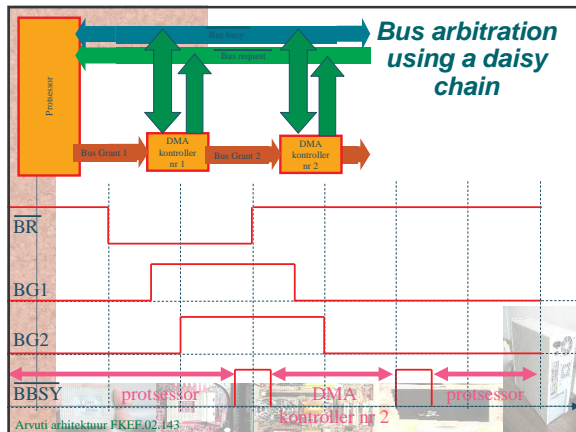 Bus arbitration
using a daisy
chain
Protsessor
Bus busy
Bus request
Bus Grant 1
DMA
kontroller
nr 1
Bus Grant 2
DMA
kontroller
nr 2
BR
BG1
BG2
BBSY
protsessor
DMA
kontroller nr 2
protsessor
Arvuti arhitektuur FKEF.02.143